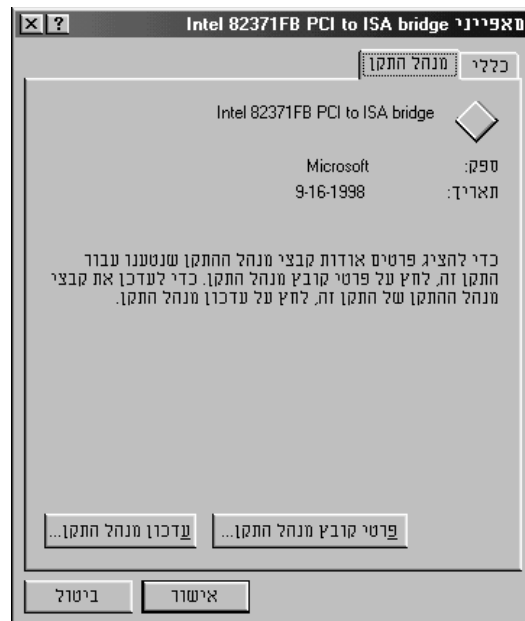 מאפייני Intel 82371FB PCI to ISA bridge
כללי
מנהל התקן
Intel 82371FB PCI to ISA bridge
ספק: Microsoft
תאריך: 9-16-1998
כדי להציג פרטים אודות קבצי מנהל ההתקן שנטענו עבור
התקן זה, לחץ על פרטי קובץ מנהל התקן. כדי לעדכן את קבצי
מנהל ההתקן של התקן זה, לחץ על עדכון מנהל התקן.
פרטי קובץ מנהל התקן...
עדכון מנהל התקן...
אישור
ביטול